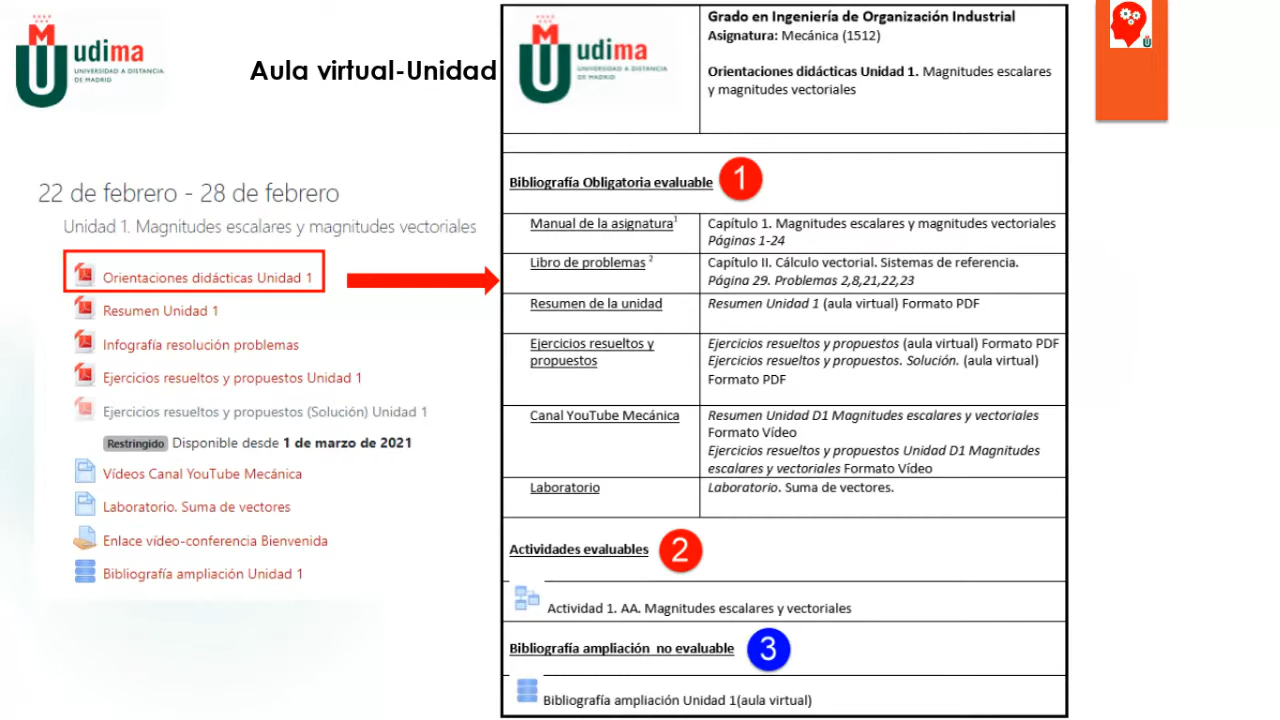 udima
UNIVERSIDAD A DISTANCIA
DE MADRID
Aula virtual-Unidad
22 de febrero - 28 de febrero
Unidad 1. Magnitudes escalares y magnitudes vectoriales
Orientaciones didácticas Unidad 1
Resumen Unidad 1
Infografía resolución problemas
Ejercicios resueltos y propuestos Unidad 1
Ejercicios resueltos y propuestos (Solución) Unidad 1
Restringido Disponible desde 1 de marzo de 2021
Vídeos Canal YouTube Mecánica
Laboratorio. Suma de vectores
Enlace vídeo-conferencia Bienvenida
Bibliografía ampliación Unidad 1
udima
UNIVERSIDAD A DISTANCIA
DE MADRID
Grado en Ingeniería de Organización Industrial
Asignatura: Mecánica (1512)
Orientaciones didácticas Unidad 1. Magnitudes escalares
y magnitudes vectoriales
Bibliografía Obligatoria evaluable 1
Manual de la asignatura¹
Capítulo 1. Magnitudes escalares y magnitudes vectoriales
Páginas 1-24
Libro de problemas ²
Capítulo II. Cálculo vectorial. Sistemas de referencia.
Página 29. Problemas 2,8,21,22,23
Resumen de la unidad
Resumen Unidad 1 (aula virtual) Formato PDF
Ejercicios resueltos y
propuestos
Ejercicios resueltos y propuestos (aula virtual) Formato PDF
Ejercicios resueltos y propuestos. Solución. (aula virtual)
Formato PDF
Canal YouTube Mecánica
Resumen Unidad D1 Magnitudes escalares y vectoriales
Formato Vídeo
Ejercicios resueltos y propuestos Unidad D1 Magnitudes
escalares y vectoriales Formato Vídeo
Laboratorio
Laboratorio. Suma de vectores.
Actividades evaluables 2
Actividad 1. AA. Magnitudes escalares y vectoriales
Bibliografía ampliación no evaluable 3
Bibliografía ampliación Unidad 1(aula virtual)